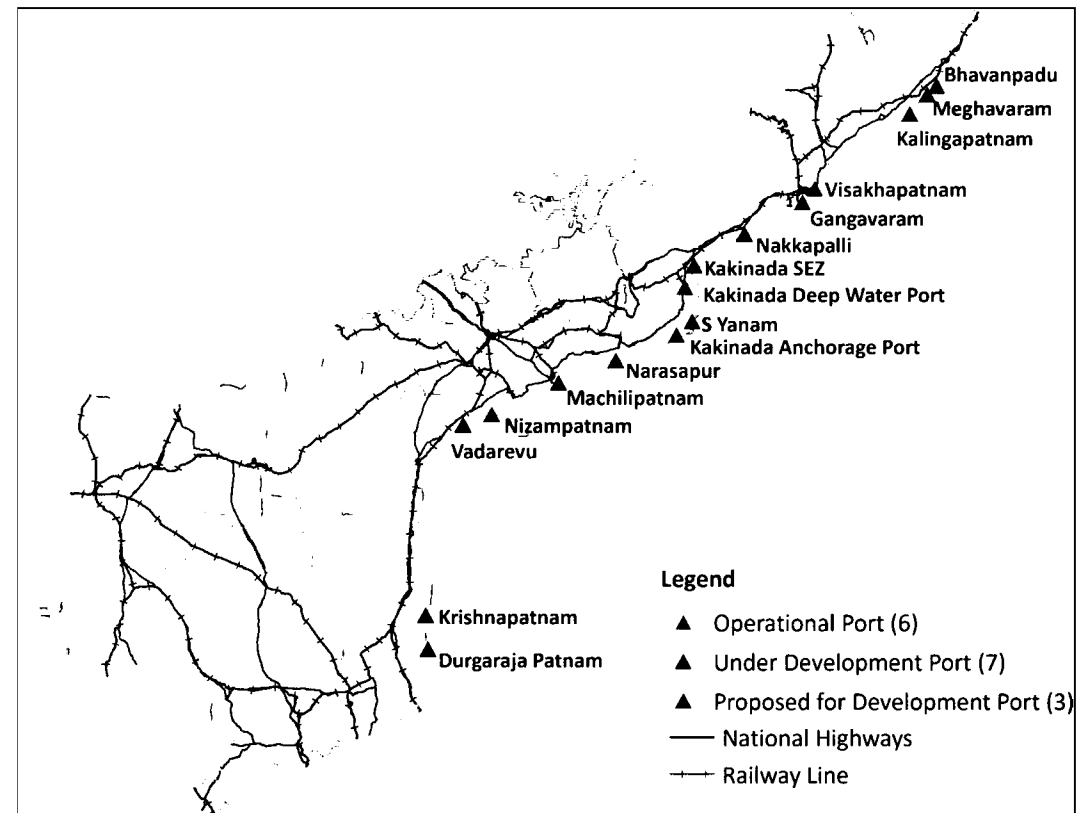 Bhavanpadu
Meghavaram
Kalingapatnam
Visakhapatnam
Gangavaram
Nakkapalli
Kakinada SEZ
Kakinada Deep Water Port
S Yanam
Kakinada Anchorage Port
Narasapur
Machilipatnam
Nizampatnam
Vadarevu
Krishnapatnam
Durgaraja Patnam
Legend
Operational Port (6)
Under Development Port (7)
Proposed for Development Port (3)
National Highways
Railway Line